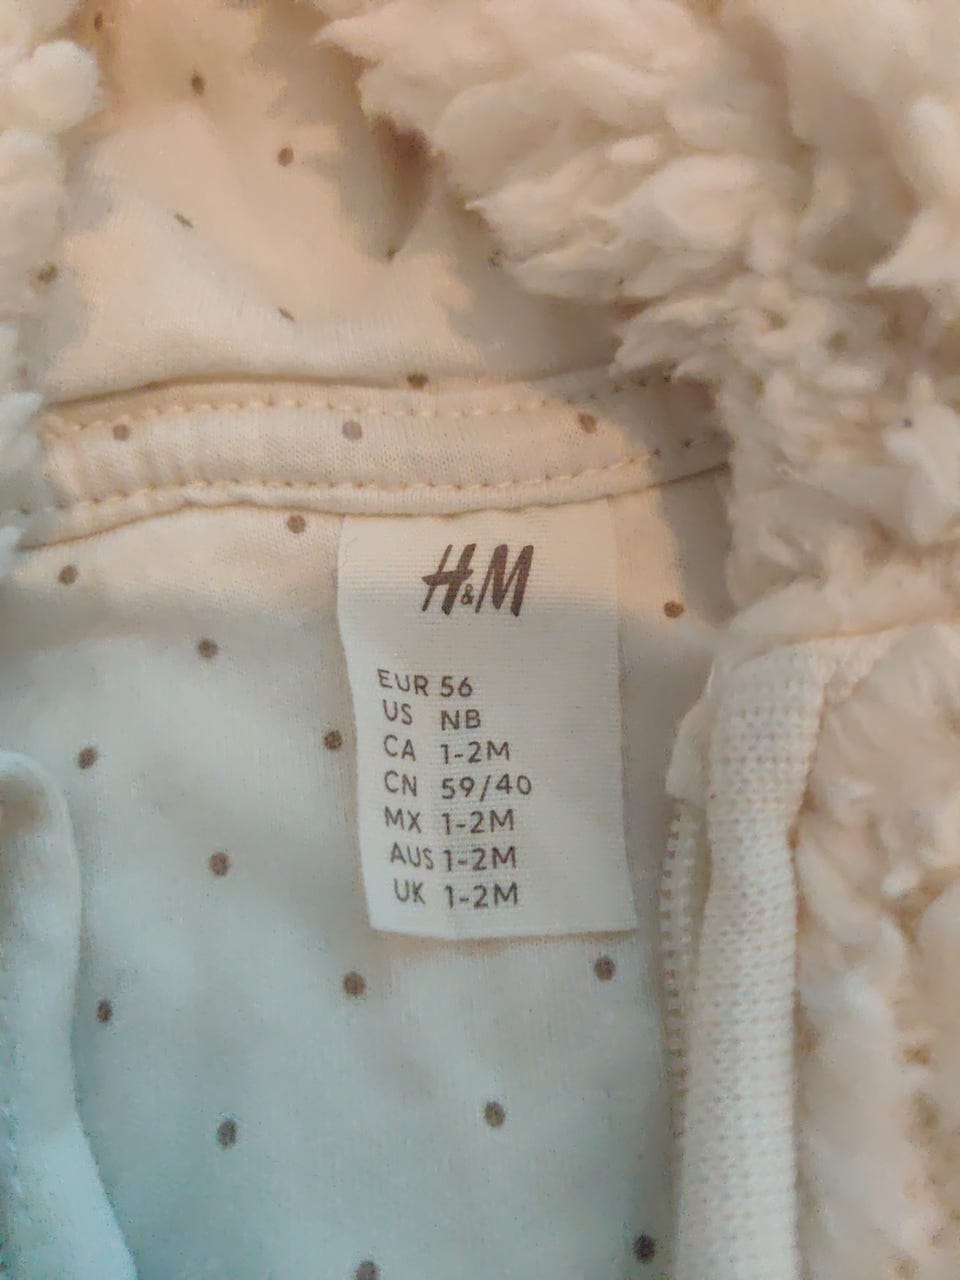 H&M
EUR 56
US NB
CA 1-2M
CN 59/40
MX 1-2M
AUS 1-2M
UK 1-2M